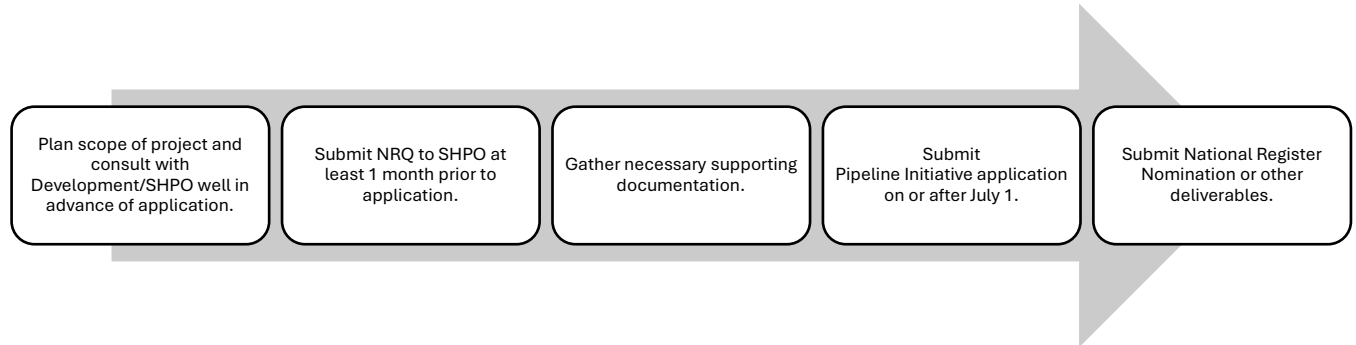 Plan scope of project and
consult with
Development/SHPO well in
advance of application.
Submit NRQ to SHPO at
least 1 month prior to
application.
Gather necessary supporting
documentation.
Submit
Pipeline Initiative application
on or after July 1.
Submit National Register
Nomination or other
deliverables.